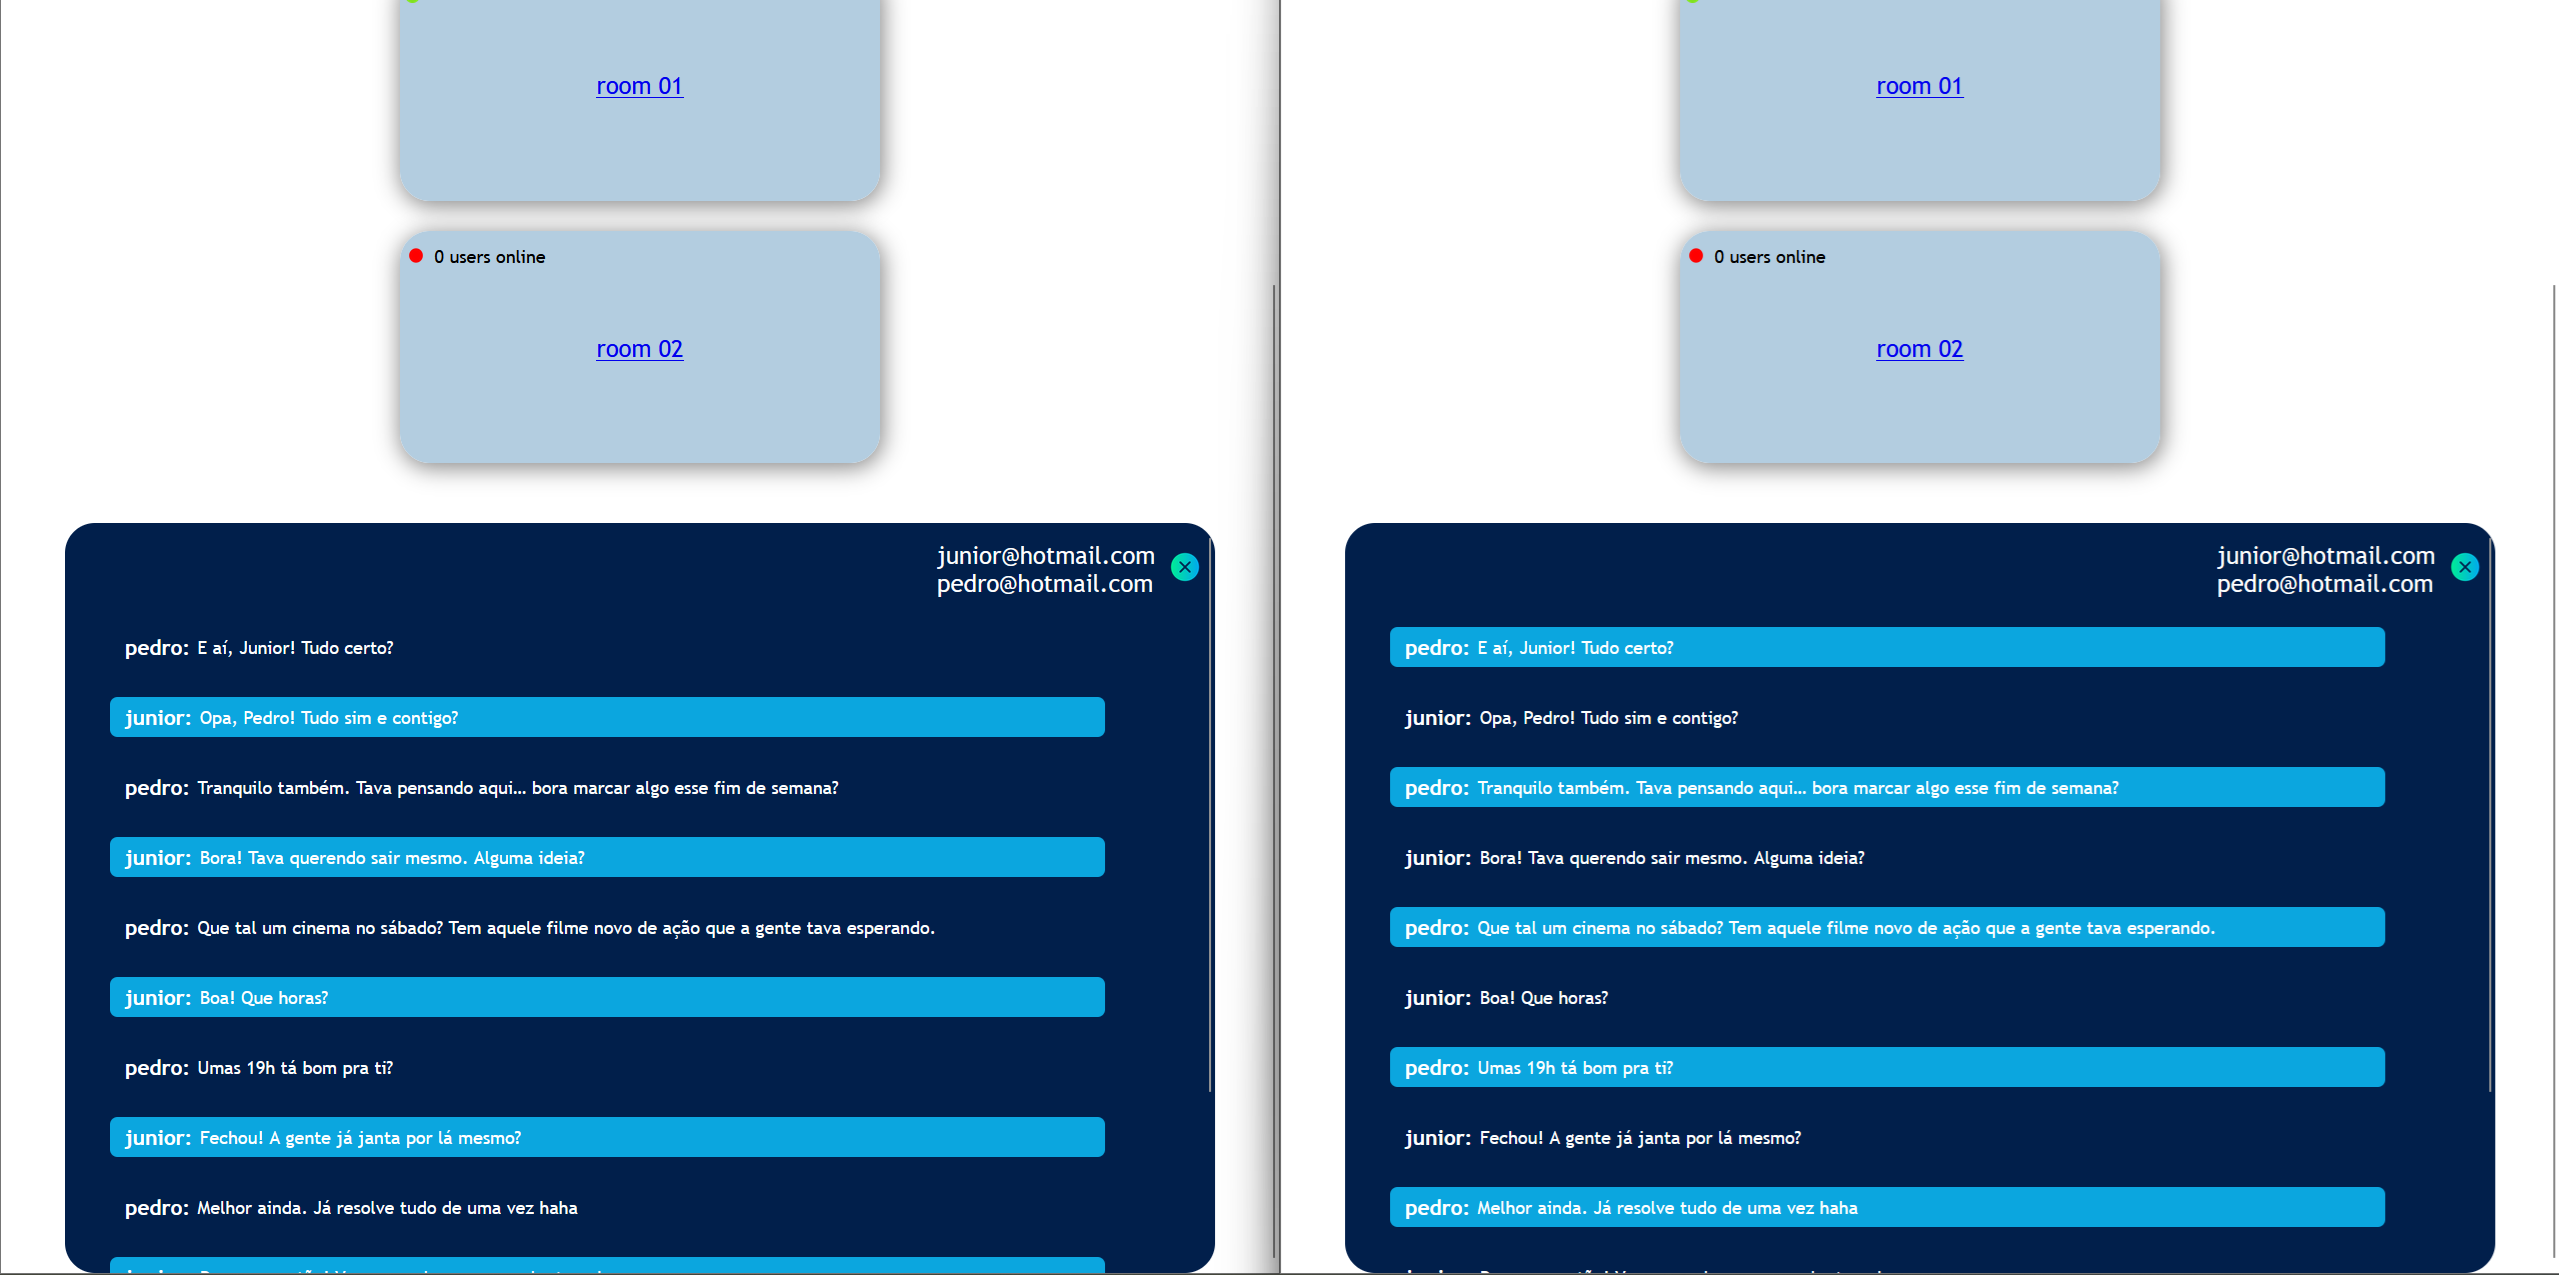 room 01
0 users online
room 02
junior@hotmail.com
pedro@hotmail.com
pedro: E aí, Junior! Tudo certo?
junior: Opa, Pedro! Tudo sim e contigo?
pedro: Tranquilo também. Tava pensando aqui... bora marcar algo esse fim de semana?
junior: Bora! Tava querendo sair mesmo. Alguma ideia?
pedro: Que tal um cinema no sábado? Tem aquele filme novo de ação que a gente tava esperando.
junior: Boa! Que horas?
pedro: Umas 19h tá bom pra ti?
junior: Fechou! A gente já janta por lá mesmo?
pedro: Melhor ainda. Já resolve tudo de uma vez haha
room 01
0 users online
room 02
junior@hotmail.com
pedro@hotmail.com
pedro: E aí, Junior! Tudo certo?
junior: Opa, Pedro! Tudo sim e contigo?
pedro: Tranquilo também. Tava pensando aqui... bora marcar algo esse fim de semana?
junior: Bora! Tava querendo sair mesmo. Alguma ideia?
pedro: Que tal um cinema no sábado? Tem aquele filme novo de ação que a gente tava esperando.
junior: Boa! Que horas?
pedro: Umas 19h tá bom pra ti?
junior: Fechou! A gente já janta por lá mesmo?
pedro: Melhor ainda. Já resolve tudo de uma vez haha